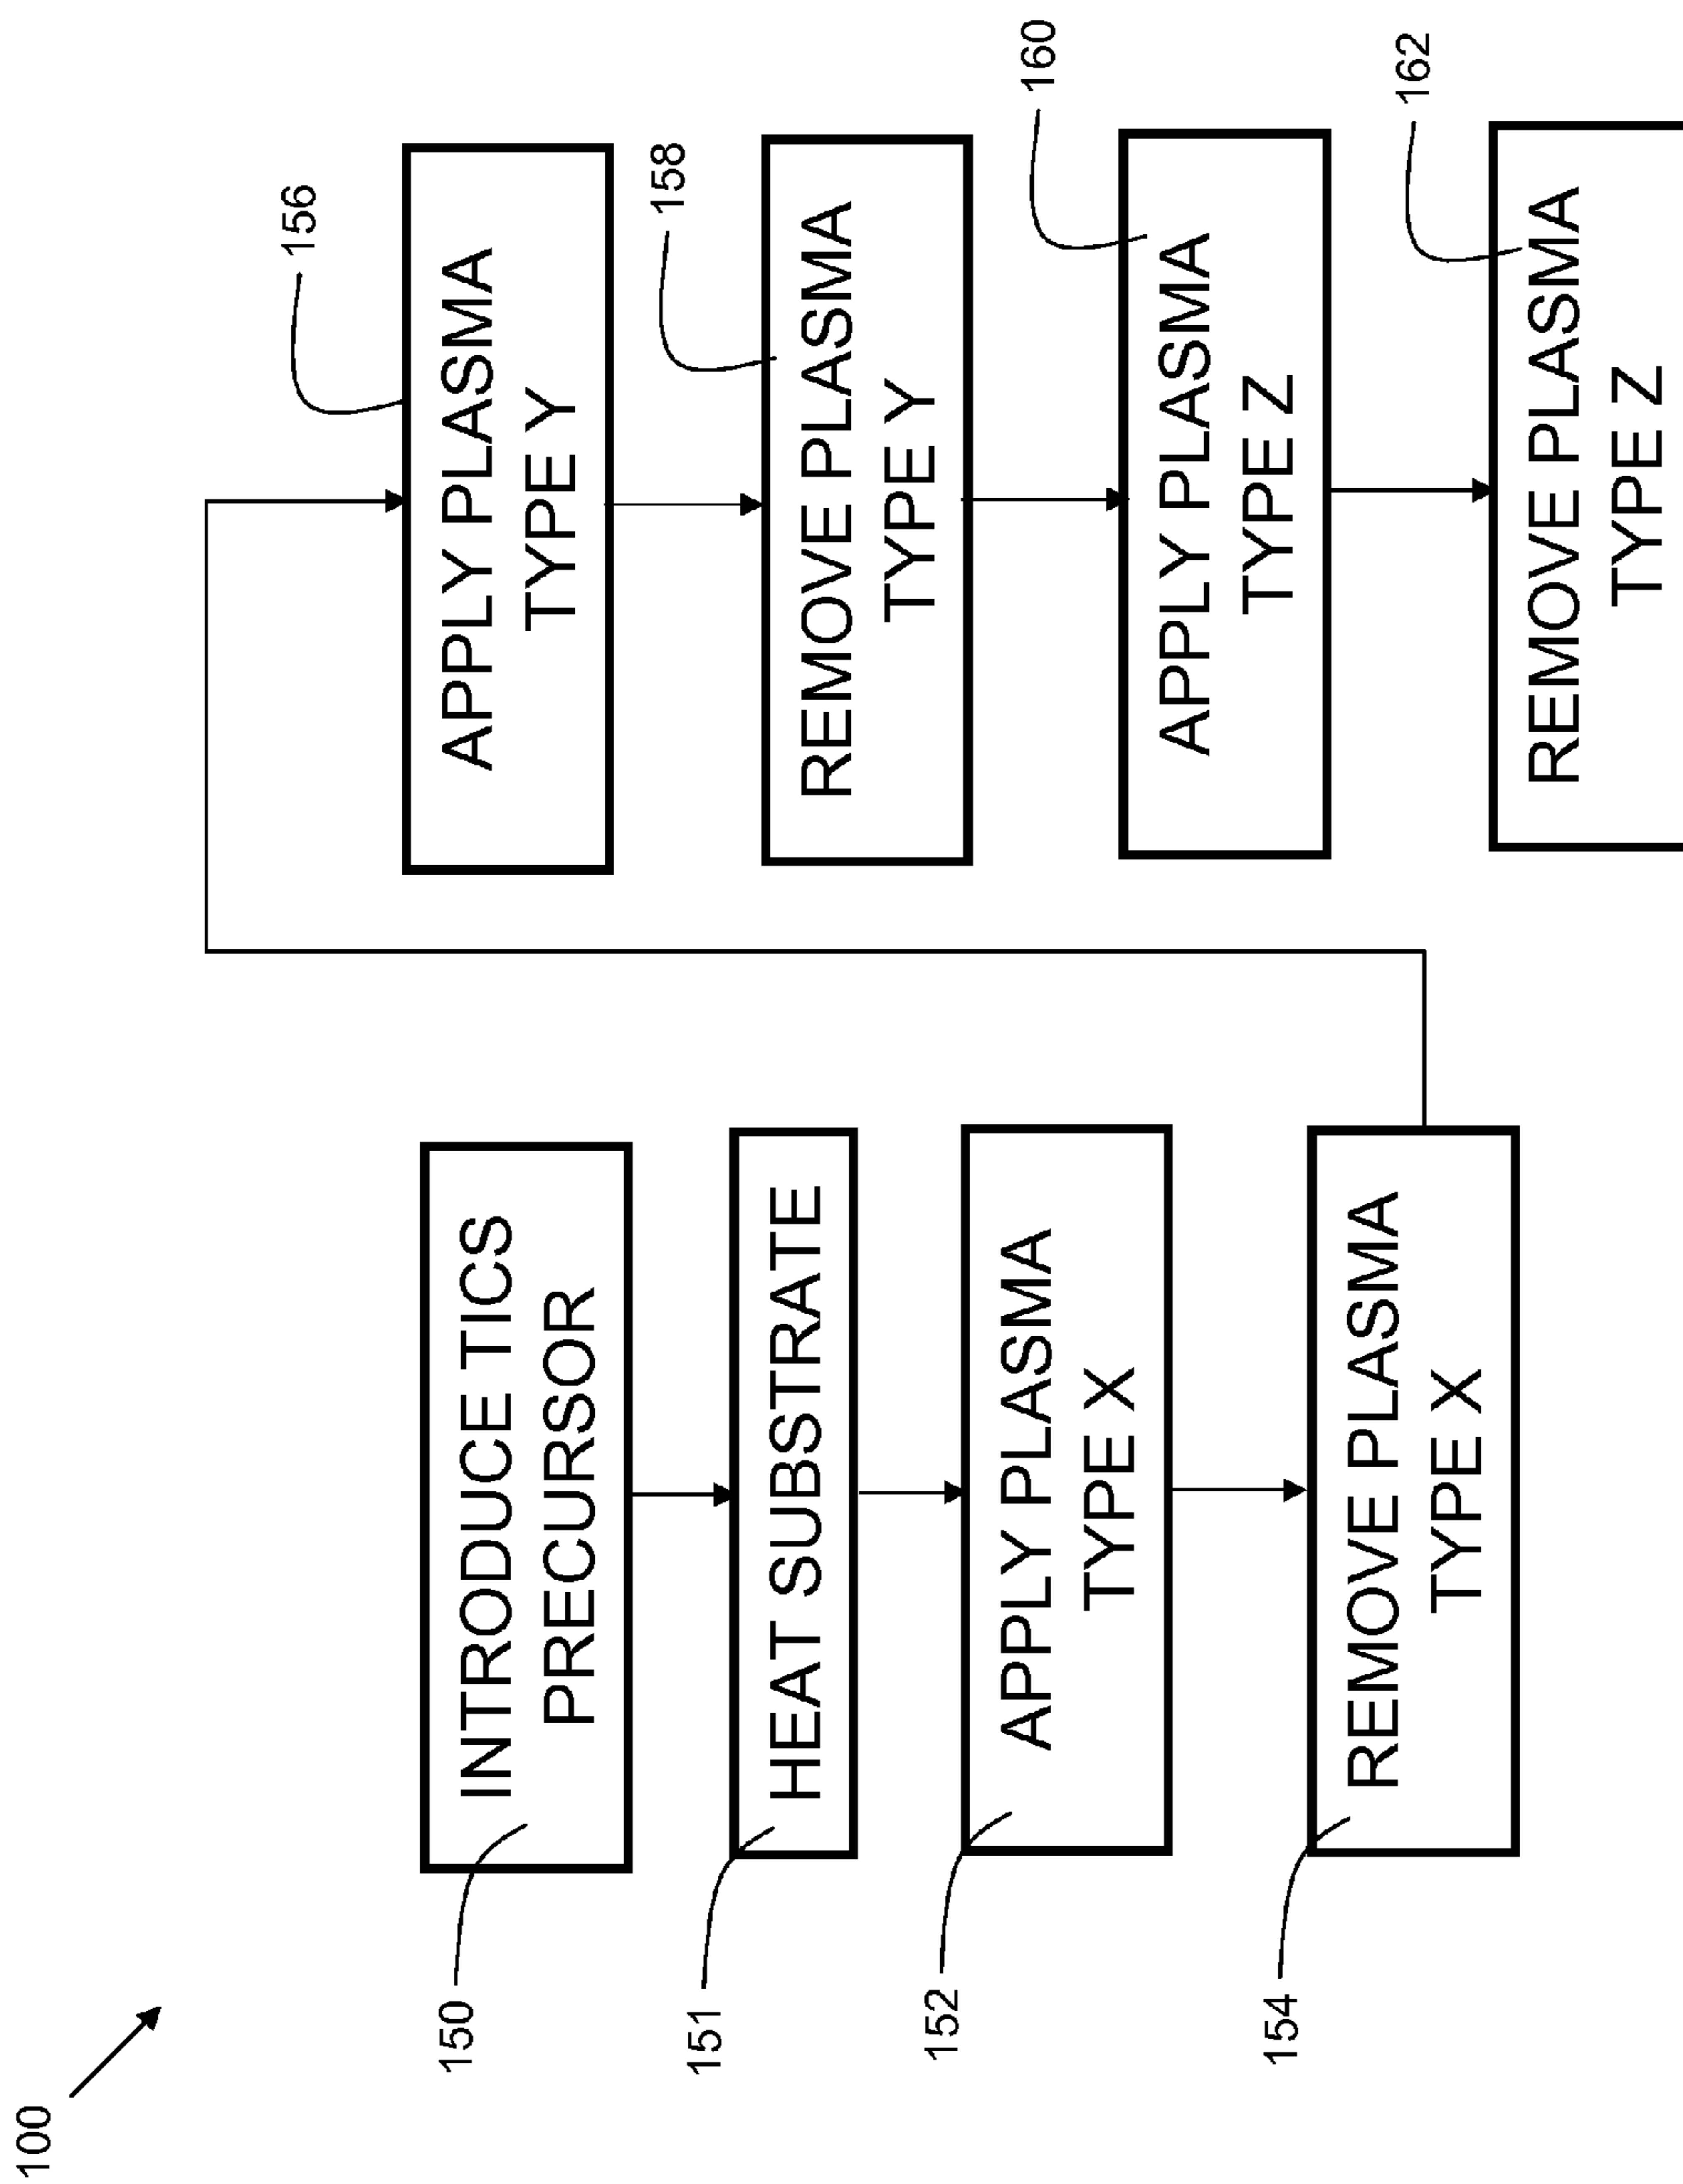 100
150
INTRODUCE TICS
PRECURSOR
151
HEAT SUBSTRATE
152
APPLY PLASMA
TYPE X
154
REMOVE PLASMA
TYPE X
156
APPLY PLASMA
TYPE Y
158
REMOVE PLASMA
TYPE Y
160
APPLY PLASMA
TYPE Z
162
REMOVE PLASMA
TYPE Z